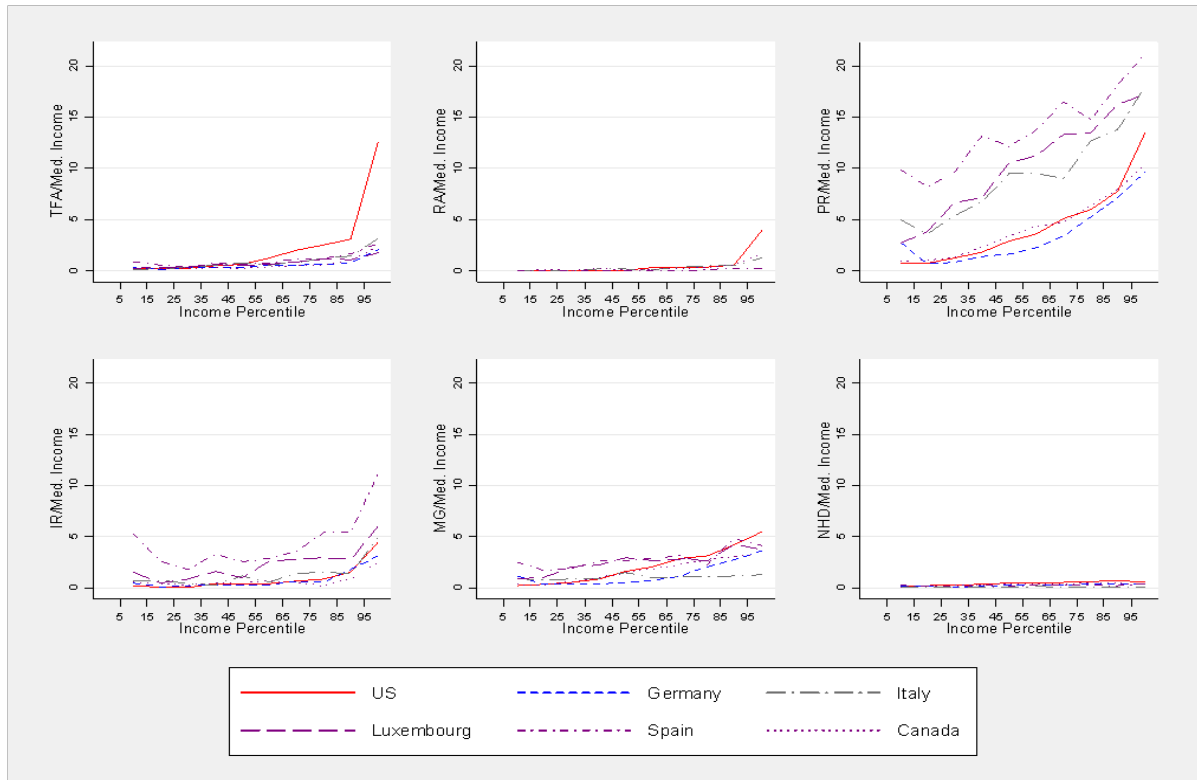 TFA/Med. Income
0 5 10 15 20
5 15 25 35 45 55 65 75 85 95
Income Percentile
RA/Med. Income
0 5 10 15 20
5 15 25 35 45 55 65 75 85 95
Income Percentile
PR/Med. Income
0 5 10 15 20
5 15 25 35 45 55 65 75 85 95
Income Percentile
IR/Med. Income
0 5 10 15 20
5 15 25 35 45 55 65 75 85 95
Income Percentile
MG/Med. Income
0 5 10 15 20
5 15 25 35 45 55 65 75 85 95
Income Percentile
NHD/Med. Income
0 5 10 15 20
5 15 25 35 45 55 65 75 85 95
Income Percentile
US Germany Italy
Luxembourg Spain Canada